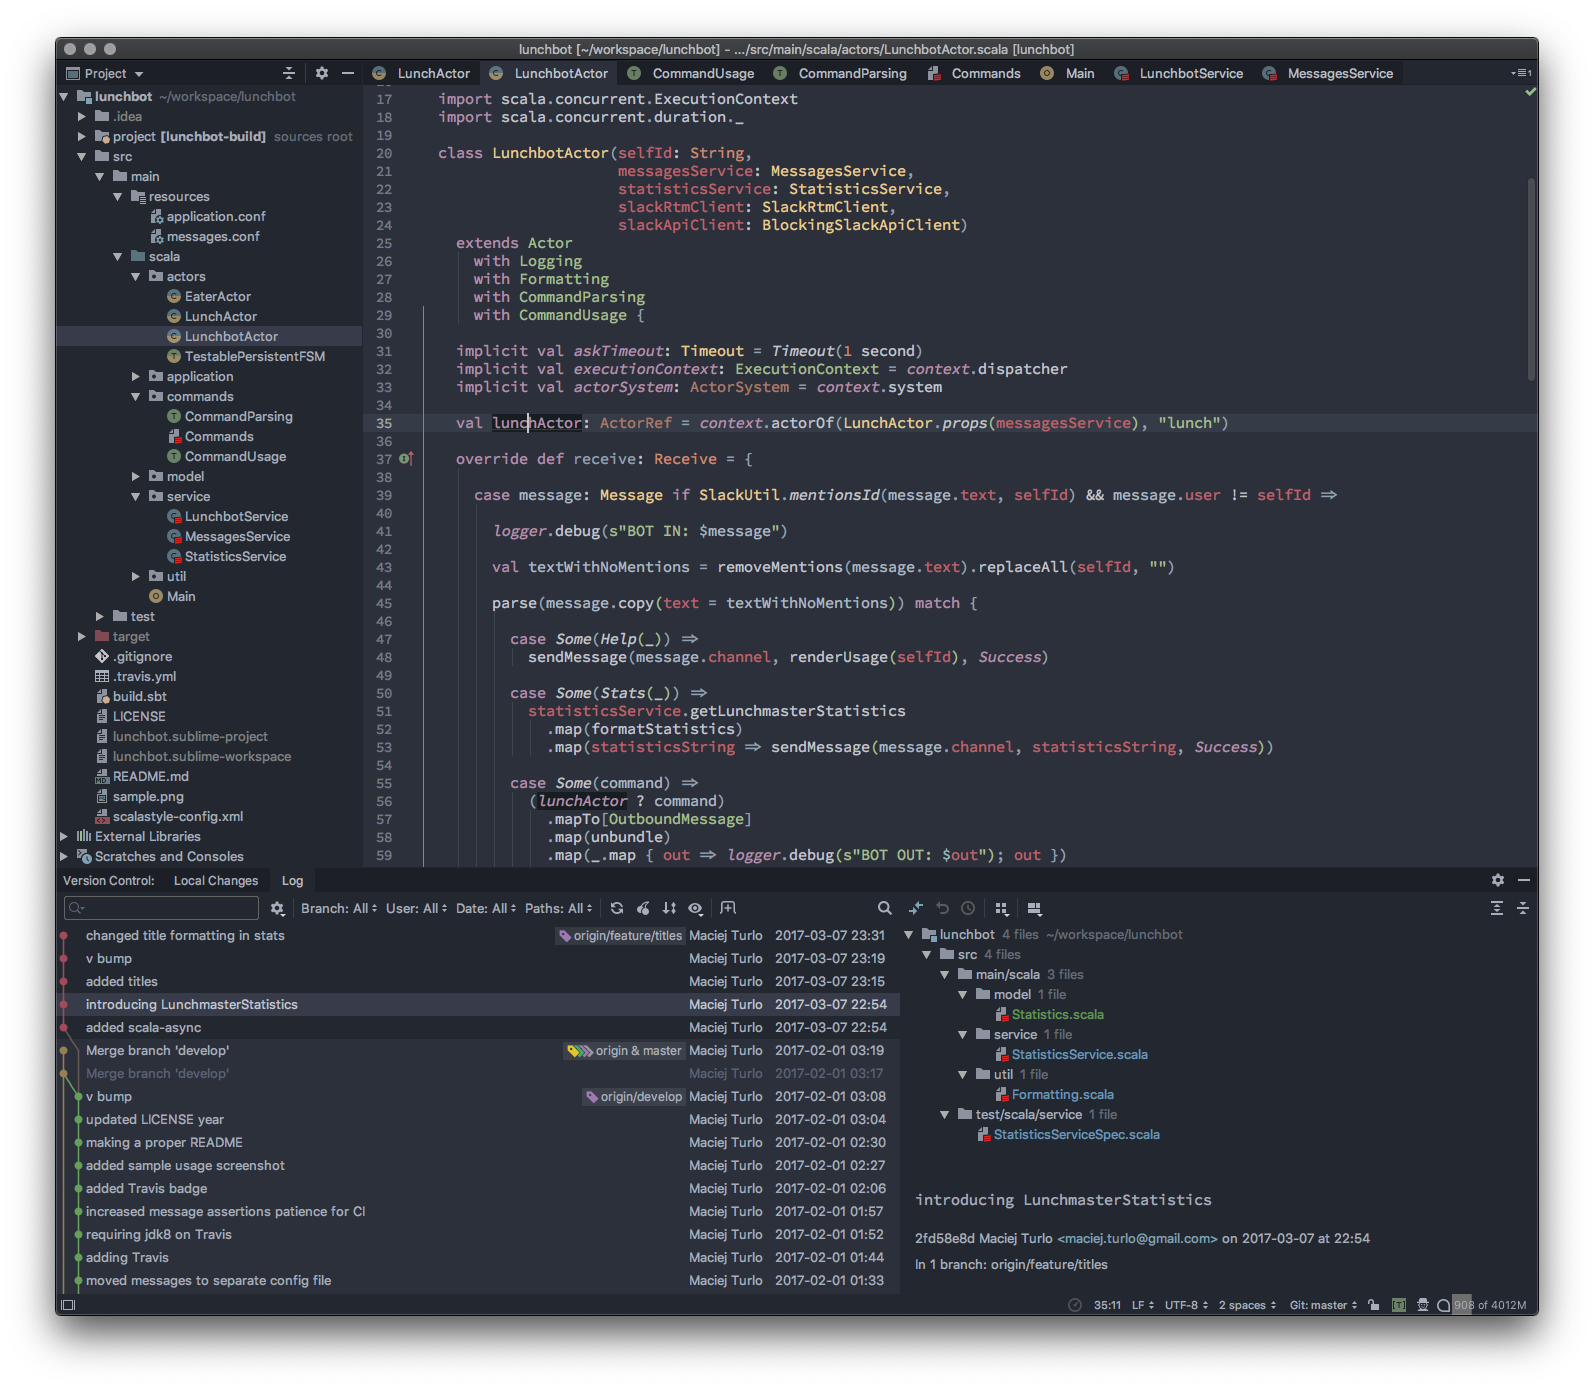 lunchbot [~/workspace/lunchbot] - .../src/main/scala/actors/LunchbotActor.scala [lunchbot]
Project
LunchActor LunchbotActor CommandUsage CommandParsing Commands Main LunchbotService MessagesService
lunchbot ~/workspace/lunchbot
.idea
project [lunchbot-build] sources root
src
main
resources
application.conf
messages.conf
scala
actors
EaterActor
LunchActor
LunchbotActor
TestablePersistentFSM
application
commands
CommandParsing
Commands
CommandUsage
model
service
LunchbotService
MessagesService
StatisticsService
util
Main
test
target
.gitignore
.travis.yml
build.sbt
LICENSE
lunchbot.sublime-project
lunchbot.sublime-workspace
README.md
sample.png
scalastyle-config.xml
External Libraries
Scratches and Consoles
17 import scala.concurrent.ExecutionContext
18 import scala.concurrent.duration._
19
20 class LunchbotActor(selfId: String,
21 messagesService: MessagesService,
22 statisticsService: StatisticsService,
23 slackRtmClient: SlackRtmClient,
24 slackApiClient: BlockingSlackApiClient)
25 extends Actor
26 with Logging
27 with Formatting
28 with CommandParsing
29 with CommandUsage {
30
31 implicit val askTimeout: Timeout = Timeout(1 second)
32 implicit val executionContext: ExecutionContext = context.dispatcher
33 implicit val actorSystem: ActorSystem = context.system
34
35 val lunchActor: ActorRef = context.actorOf(LunchActor.props(messagesService), "lunch")
36
37 override def receive: Receive = {
38
39 case message: Message if SlackUtil.mentionsId(message.text, selfId) && message.user != selfId ⇒
40
41 logger.debug(s"BOT IN: $message")
42
43 val textWithNoMentions = removeMentions(message.text).replaceAll(selfId, "")
44
45 parse(message.copy(text = textWithNoMentions)) match {
46
47 case Some(Help(_)) ⇒
48 sendMessage(message.channel, renderUsage(selfId), Success)
49
50 case Some(Stats(_)) ⇒
51 statisticsService.getLunchmasterStatistics
52 .map(formatStatistics)
53 .map(statisticsString ⇒ sendMessage(message.channel, statisticsString, Success))
54
55 case Some(command) ⇒
56 (lunchActor ? command)
57 .mapTo[OutboundMessage]
58 .map(unbundle)
59 .map(_.map { out ⇒ logger.debug(s"BOT OUT: $out"); out })
Version Control: Local Changes Log
Branch: All User: All Date: All Paths: All
changed title formatting in stats origin/feature/titles Maciej Turlo 2017-03-07 23:31
v bump Maciej Turlo 2017-03-07 23:19
added titles Maciej Turlo 2017-03-07 23:15
introducing LunchmasterStatistics Maciej Turlo 2017-03-07 22:54
added scala-async Maciej Turlo 2017-03-07 22:54
Merge branch 'develop' origin & master Maciej Turlo 2017-02-01 03:19
Merge branch 'develop' Maciej Turlo 2017-02-01 03:17
v bump origin/develop Maciej Turlo 2017-02-01 03:08
updated LICENSE year Maciej Turlo 2017-02-01 03:04
making a proper README Maciej Turlo 2017-02-01 02:30
added sample usage screenshot Maciej Turlo 2017-02-01 02:27
added Travis badge Maciej Turlo 2017-02-01 02:06
increased message assertions patience for CI Maciej Turlo 2017-02-01 01:57
requiring jdk8 on Travis Maciej Turlo 2017-02-01 01:52
adding Travis Maciej Turlo 2017-02-01 01:44
moved messages to separate config file Maciej Turlo 2017-02-01 01:33
lunchbot 4 files ~/workspace/lunchbot
src 4 files
main/scala 3 files
model 1 file
Statistics.scala
service 1 file
StatisticsService.scala
util 1 file
Formatting.scala
test/scala/service 1 file
StatisticsServiceSpec.scala
introducing LunchmasterStatistics
2fd58e8d Maciej Turlo <maciej.turlo@gmail.com> on 2017-03-07 at 22:54
In 1 branch: origin/feature/titles
35:11 LF UTF-8 2 spaces Git: master 908 of 4012M